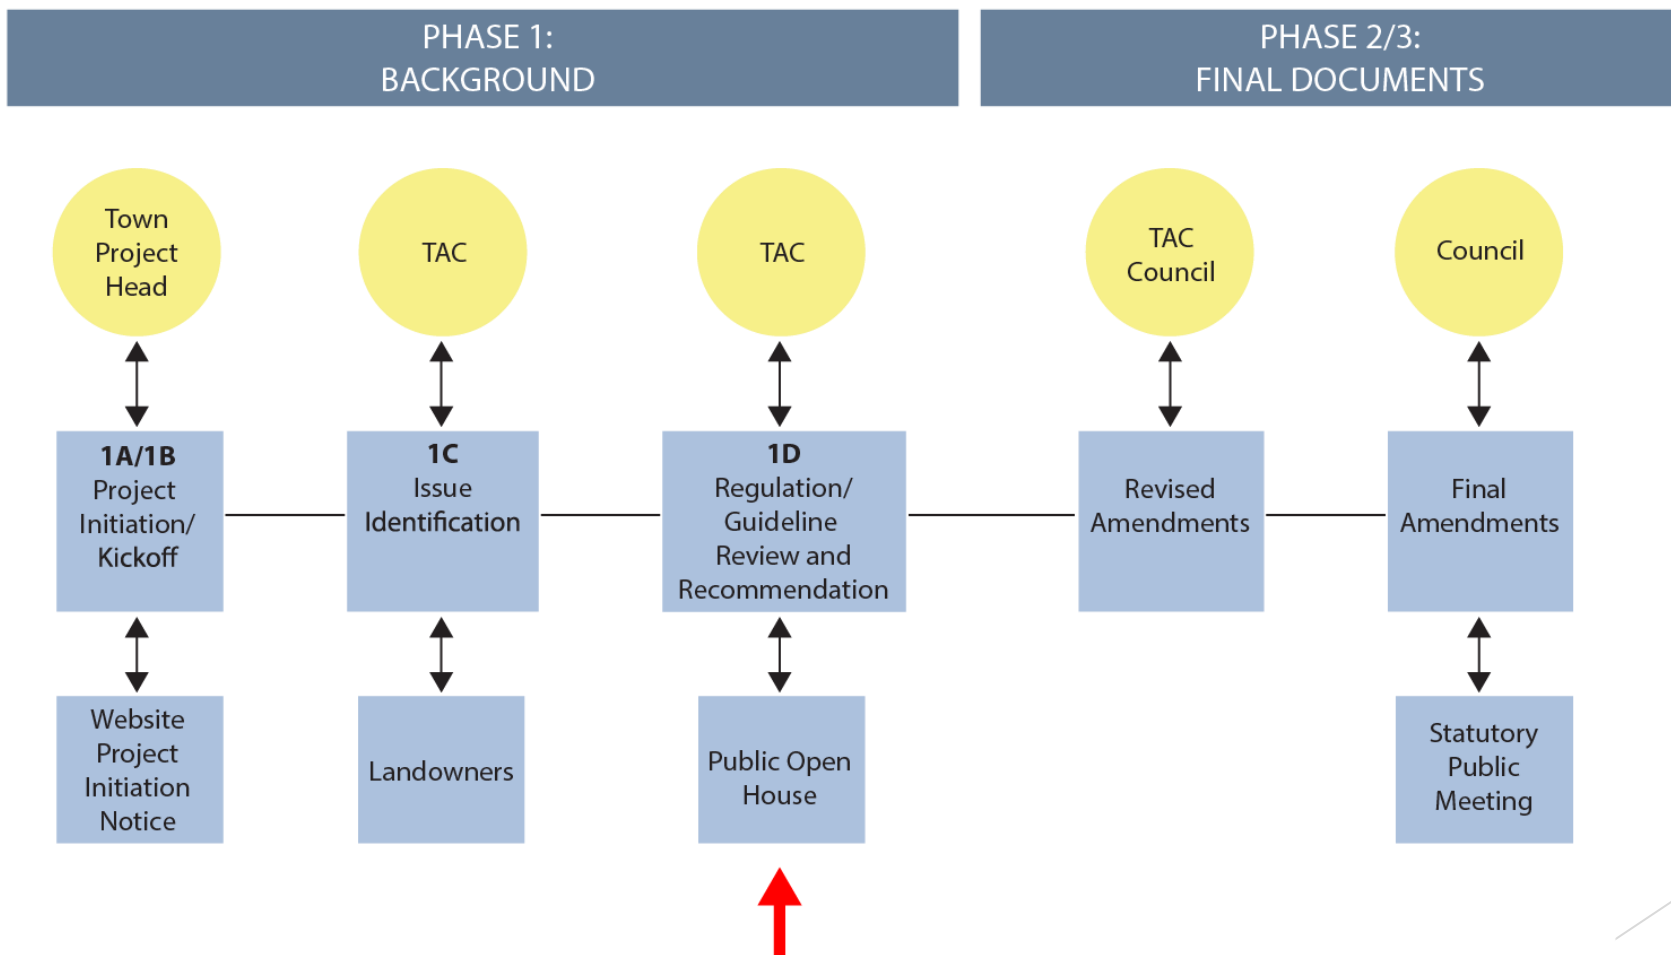 PHASE 1:
BACKGROUND
PHASE 2/3:
FINAL DOCUMENTS
Town
Project
Head
TAC
TAC
TAC
Council
Council
1A/1B
Project
Initiation/
Kickoff
1C
Issue
Identification
1D
Regulation/
Guideline
Review and
Recommendation
Revised
Amendments
Final
Amendments
Website
Project
Initiation
Notice
Landowners
Public Open
House
Statutory
Public
Meeting